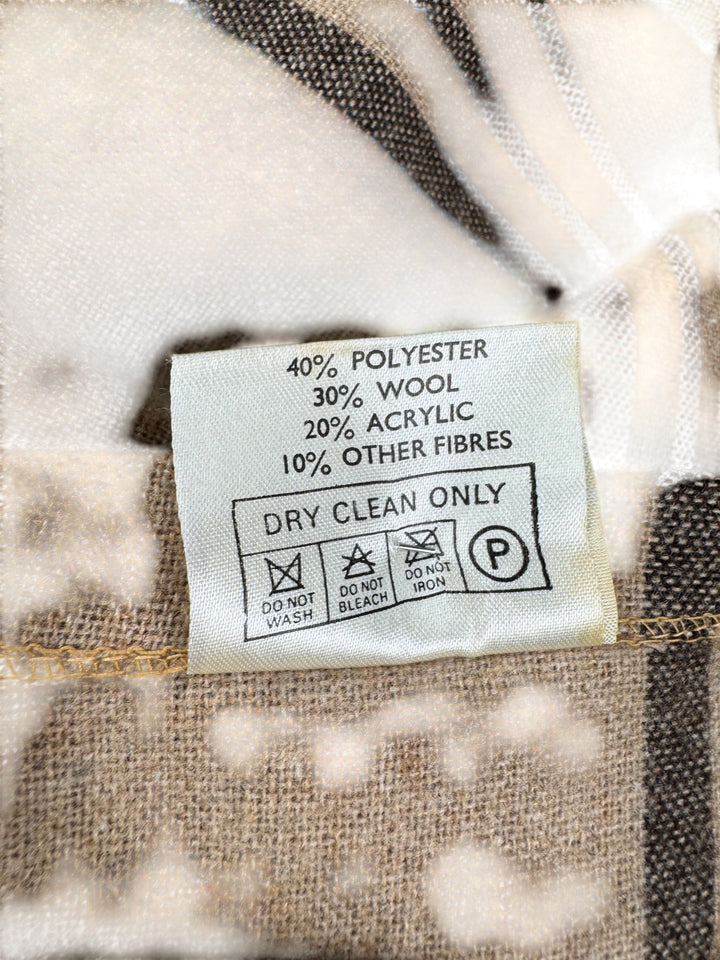 40% POLYESTER
30% WOOL
20% ACRYLIC
10% OTHER FIBRES
DRY CLEAN ONLY
DO NOT WASH
DO NOT BLEACH
DO NOT IRON
P